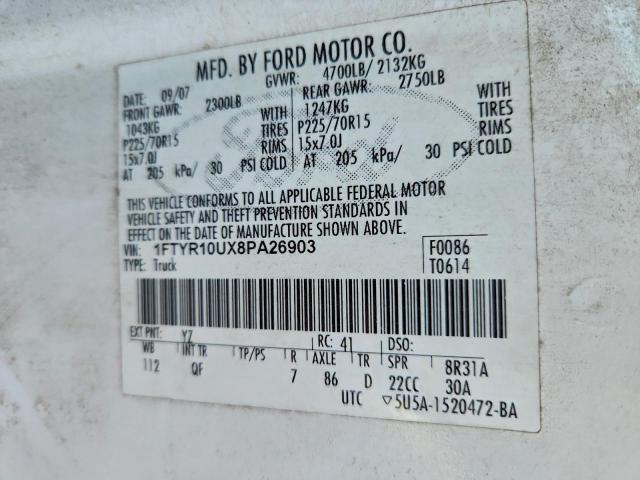 MFD. BY FORD MOTOR CO.
GVWR: 4700LB/ 2132KG
DATE: 09/07
FRONT GAWR: 2300LB REAR GAWR: 2750LB
1043KG WITH 1247KG WITH
P225/70R15 TIRES P225/70R15 TIRES
15x7.0J RIMS 15x7.0J RIMS
AT 205 kPa/ 30 PSI COLD AT 205 kPa/ 30 PSI COLD
THIS VEHICLE CONFORMS TO ALL APPLICABLE FEDERAL MOTOR
VEHICLE SAFETY AND THEFT PREVENTION STANDARDS IN
EFFECT ON THE DATE OF MANUFACTURE SHOWN ABOVE.
VIN: 1FTYR10UX8PA26903 F0086
TYPE: Truck T0614
EXT PNT: YZ RC: 41 DSO:
WB INT TR TP/PS R AXLE TR SPR 8R31A
112 QF 7 86 D 22CC 30A
UTC ▽5U5A-1520472-BA